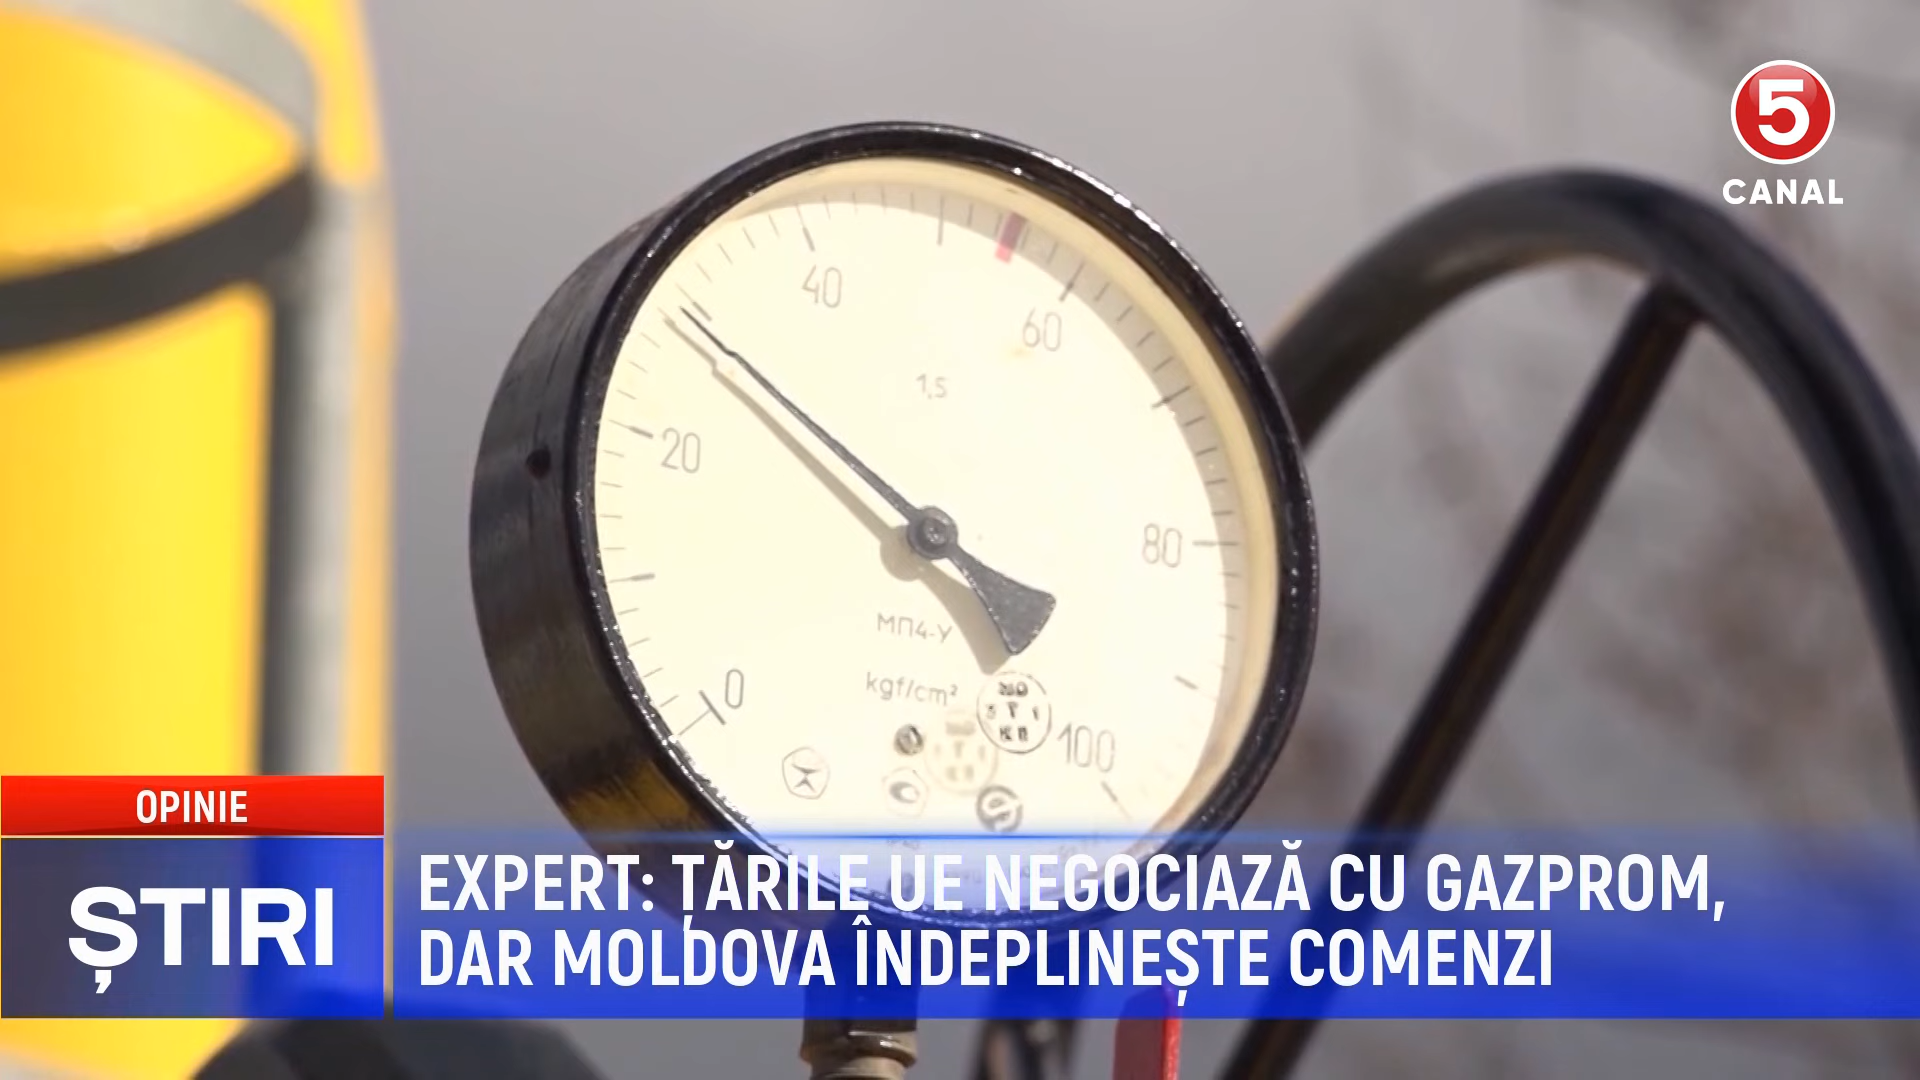 5
CANAL
40
60
1,5
20
80
МП4-У
0
kgf/cm²
100
OPINIE
ȘTIRI
EXPERT: ȚĂRILE UE NEGOCIAZĂ CU GAZPROM,
DAR MOLDOVA ÎNDEPLINEȘTE COMENZI